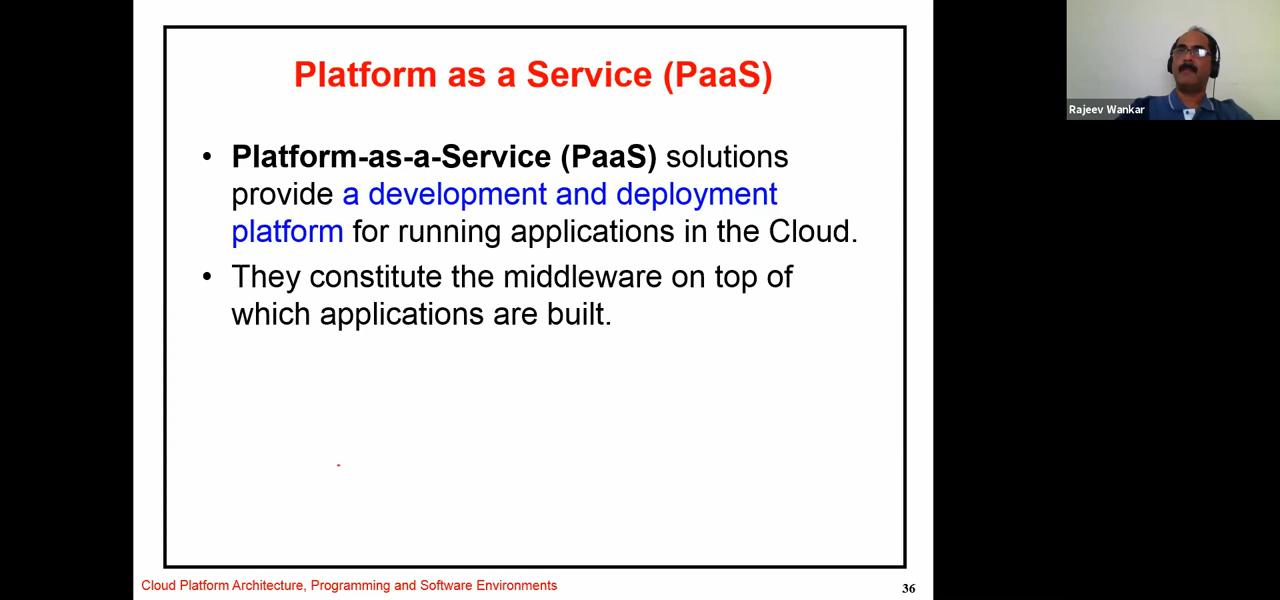 Platform as a Service (PaaS)
Rajeev Wankar
• Platform-as-a-Service (PaaS) solutions
provide a development and deployment
platform for running applications in the Cloud.
• They constitute the middleware on top of
which applications are built.
Cloud Platform Architecture, Programming and Software Environments
36